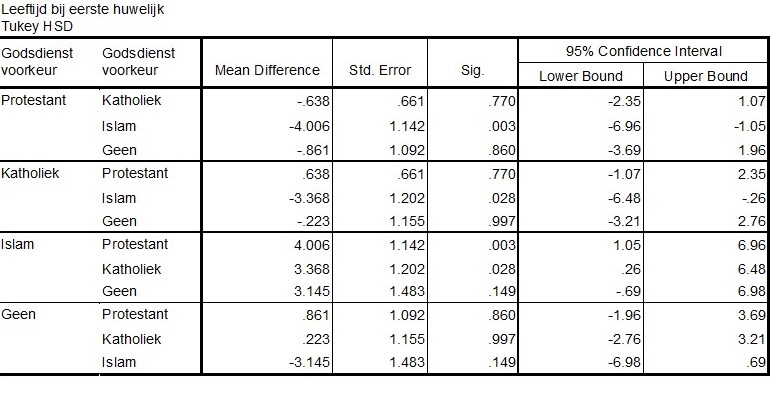 Leeftijd bij eerste huwelijk
Tukey HSD
Godsdienst voorkeur Godsdienst voorkeur Mean Difference Std. Error Sig. 95% Confidence Interval
Lower Bound Upper Bound
Protestant Katholiek -.638 .661 .770 -2.35 1.07
Islam -4.006 1.142 .003 -6.96 -1.05
Geen -.861 1.092 .860 -3.69 1.96
Katholiek Protestant .638 .661 .770 -1.07 2.35
Islam -3.368 1.202 .028 -6.48 -.26
Geen -.223 1.155 .997 -3.21 2.76
Islam Protestant 4.006 1.142 .003 1.05 6.96
Katholiek 3.368 1.202 .028 .26 6.48
Geen 3.145 1.483 .149 -.69 6.98
Geen Protestant .861 1.092 .860 -1.96 3.69
Katholiek .223 1.155 .997 -2.76 3.21
Islam -3.145 1.483 .149 -6.98 .69